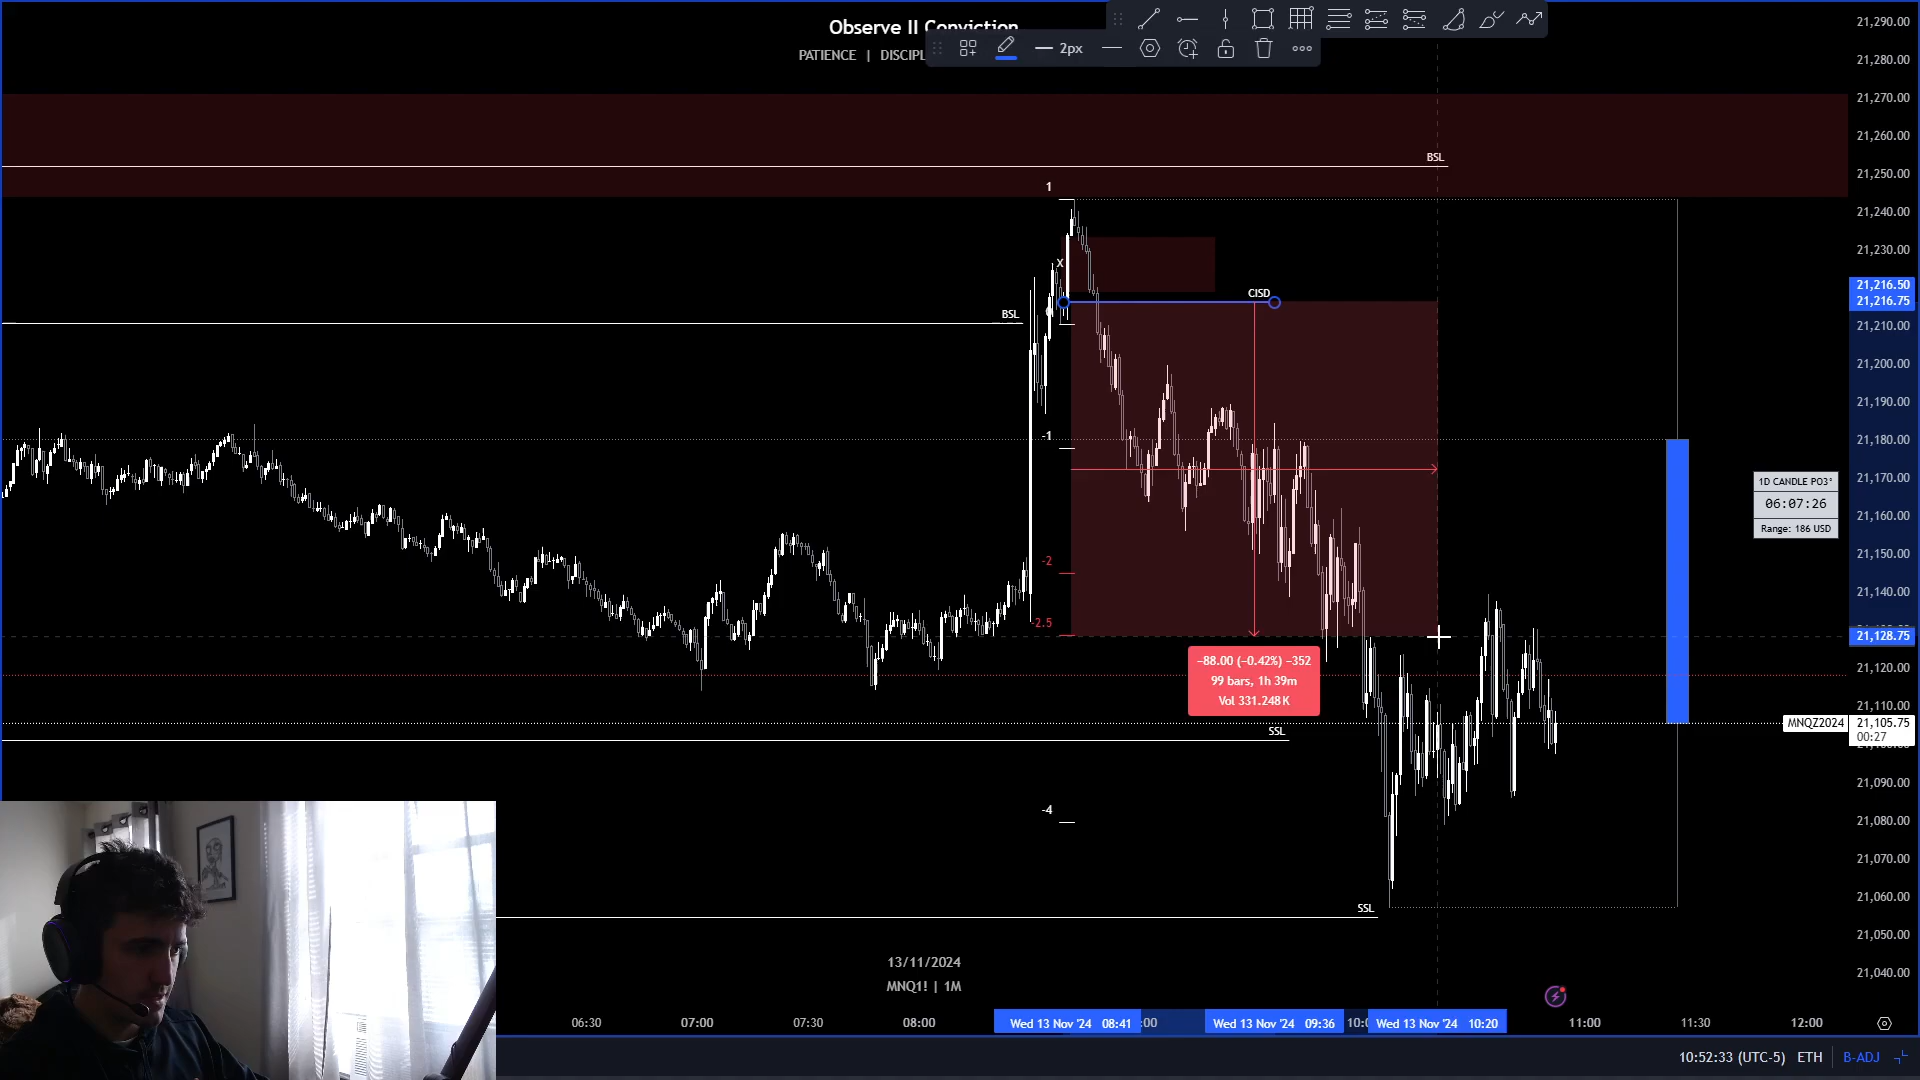 Observe II Conviction
PATIENCE | DISCIPL
2px
BSL
1
X
CISD
BSL
-1
-2
-2.5
-88.00 (-0.42%) -352
99 bars, 1h 39m
Vol 331.248K
SSL
-4
SSL
13/11/2024
MNQ1! | 1M
1D CANDLE PO3°
06:07:26
Range: 186 USD
21,290.00
21,280.00
21,270.00
21,260.00
21,250.00
21,240.00
21,230.00
21,216.50
21,216.75
21,210.00
21,200.00
21,190.00
21,180.00
21,170.00
21,160.00
21,150.00
21,140.00
21,128.75
21,120.00
21,110.00
MNQZ2024 21,105.75
00:27
21,090.00
21,080.00
21,070.00
21,060.00
21,050.00
21,040.00
06:30 07:00 07:30 08:00 Wed 13 Nov '24 08:41 :00 Wed 13 Nov '24 09:36 10:0 Wed 13 Nov '24 10:20 11:00 11:30 12:00
10:52:33 (UTC-5) ETH B-ADJ